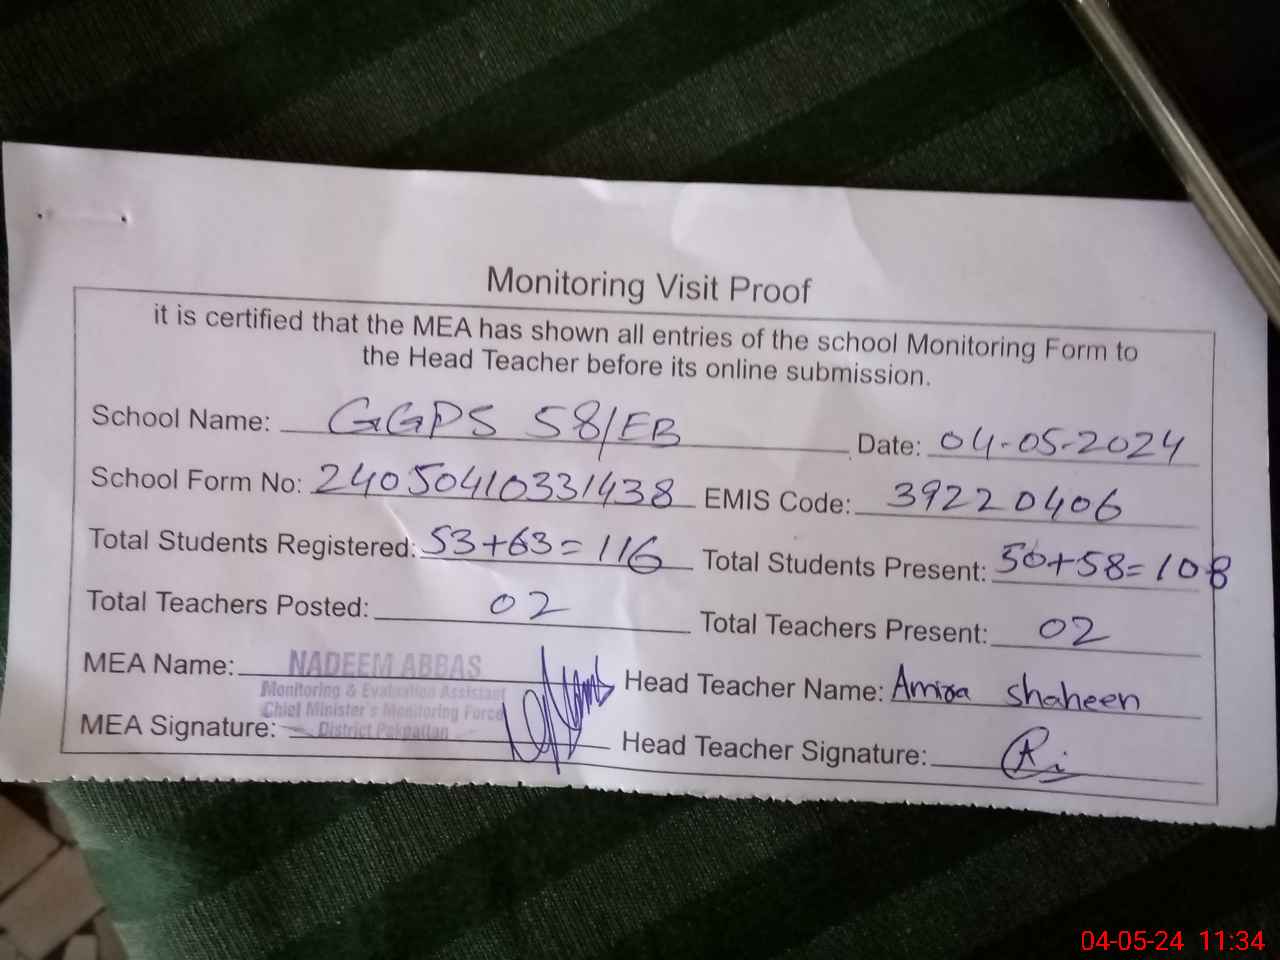 Monitoring Visit Proof
it is certified that the MEA has shown all entries of the school Monitoring Form to
the Head Teacher before its online submission.
School Name: GGPS 58/EB Date: 04-05-2024
School Form No: 24050410331438 EMIS Code: 39220406
Total Students Registered: 53+63=116 Total Students Present: 50+58=108
Total Teachers Posted: 02 Total Teachers Present: 02
MEA Name: NADEEM ABBAS Head Teacher Name: Amira shaheen
Monitoring & Evaluation Assistant
Chief Minister's Monitoring Force
MEA Signature: District Pakpattan Head Teacher Signature:
04-05-24 11:34